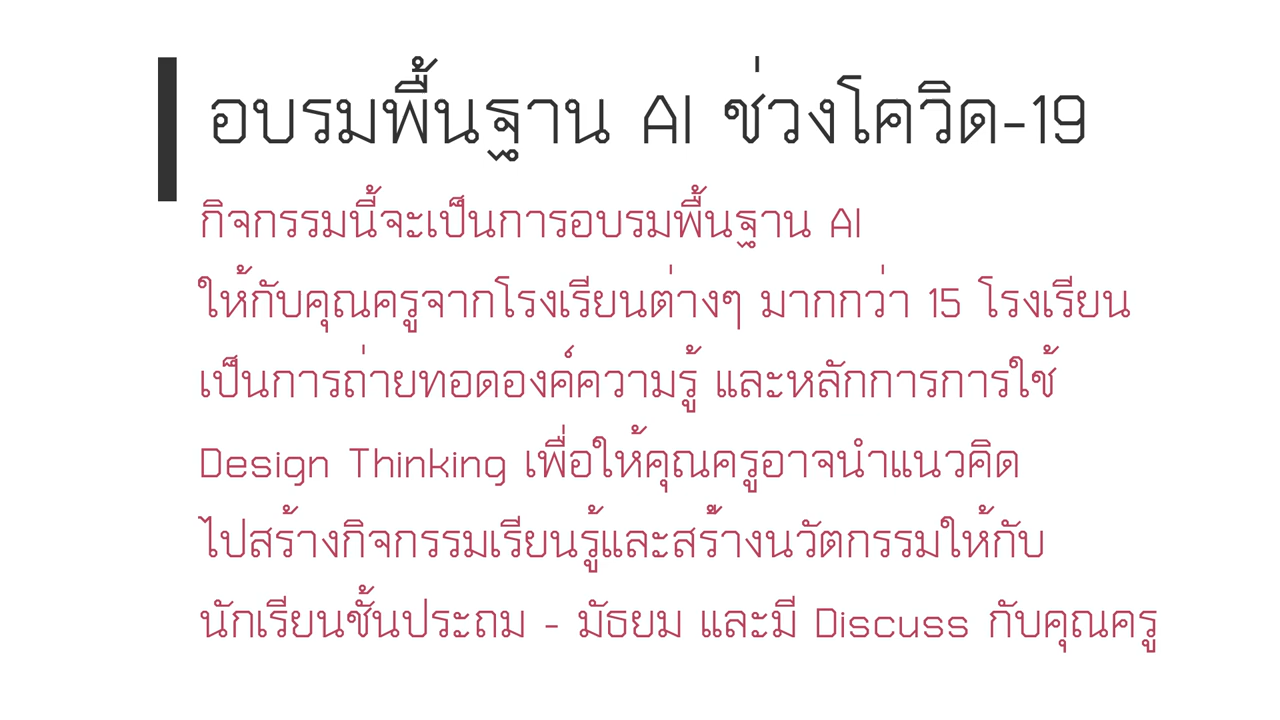 อบรมพื้นฐาน AI ช่วงโควิด-19
กิจกรรมนี้จะเป็นการอบรมพื้นฐาน AI
ให้กับคุณครูจากโรงเรียนต่างๆ มากกว่า 15 โรงเรียน
เป็นการถ่ายทอดองค์ความรู้ และหลักการการใช้
Design Thinking เพื่อให้คุณครูอาจนำแนวคิด
ไปสร้างกิจกรรมเรียนรู้และสร้างนวัตกรรมให้กับ
นักเรียนชั้นประถม - มัธยม และมี Discuss กับคุณครู